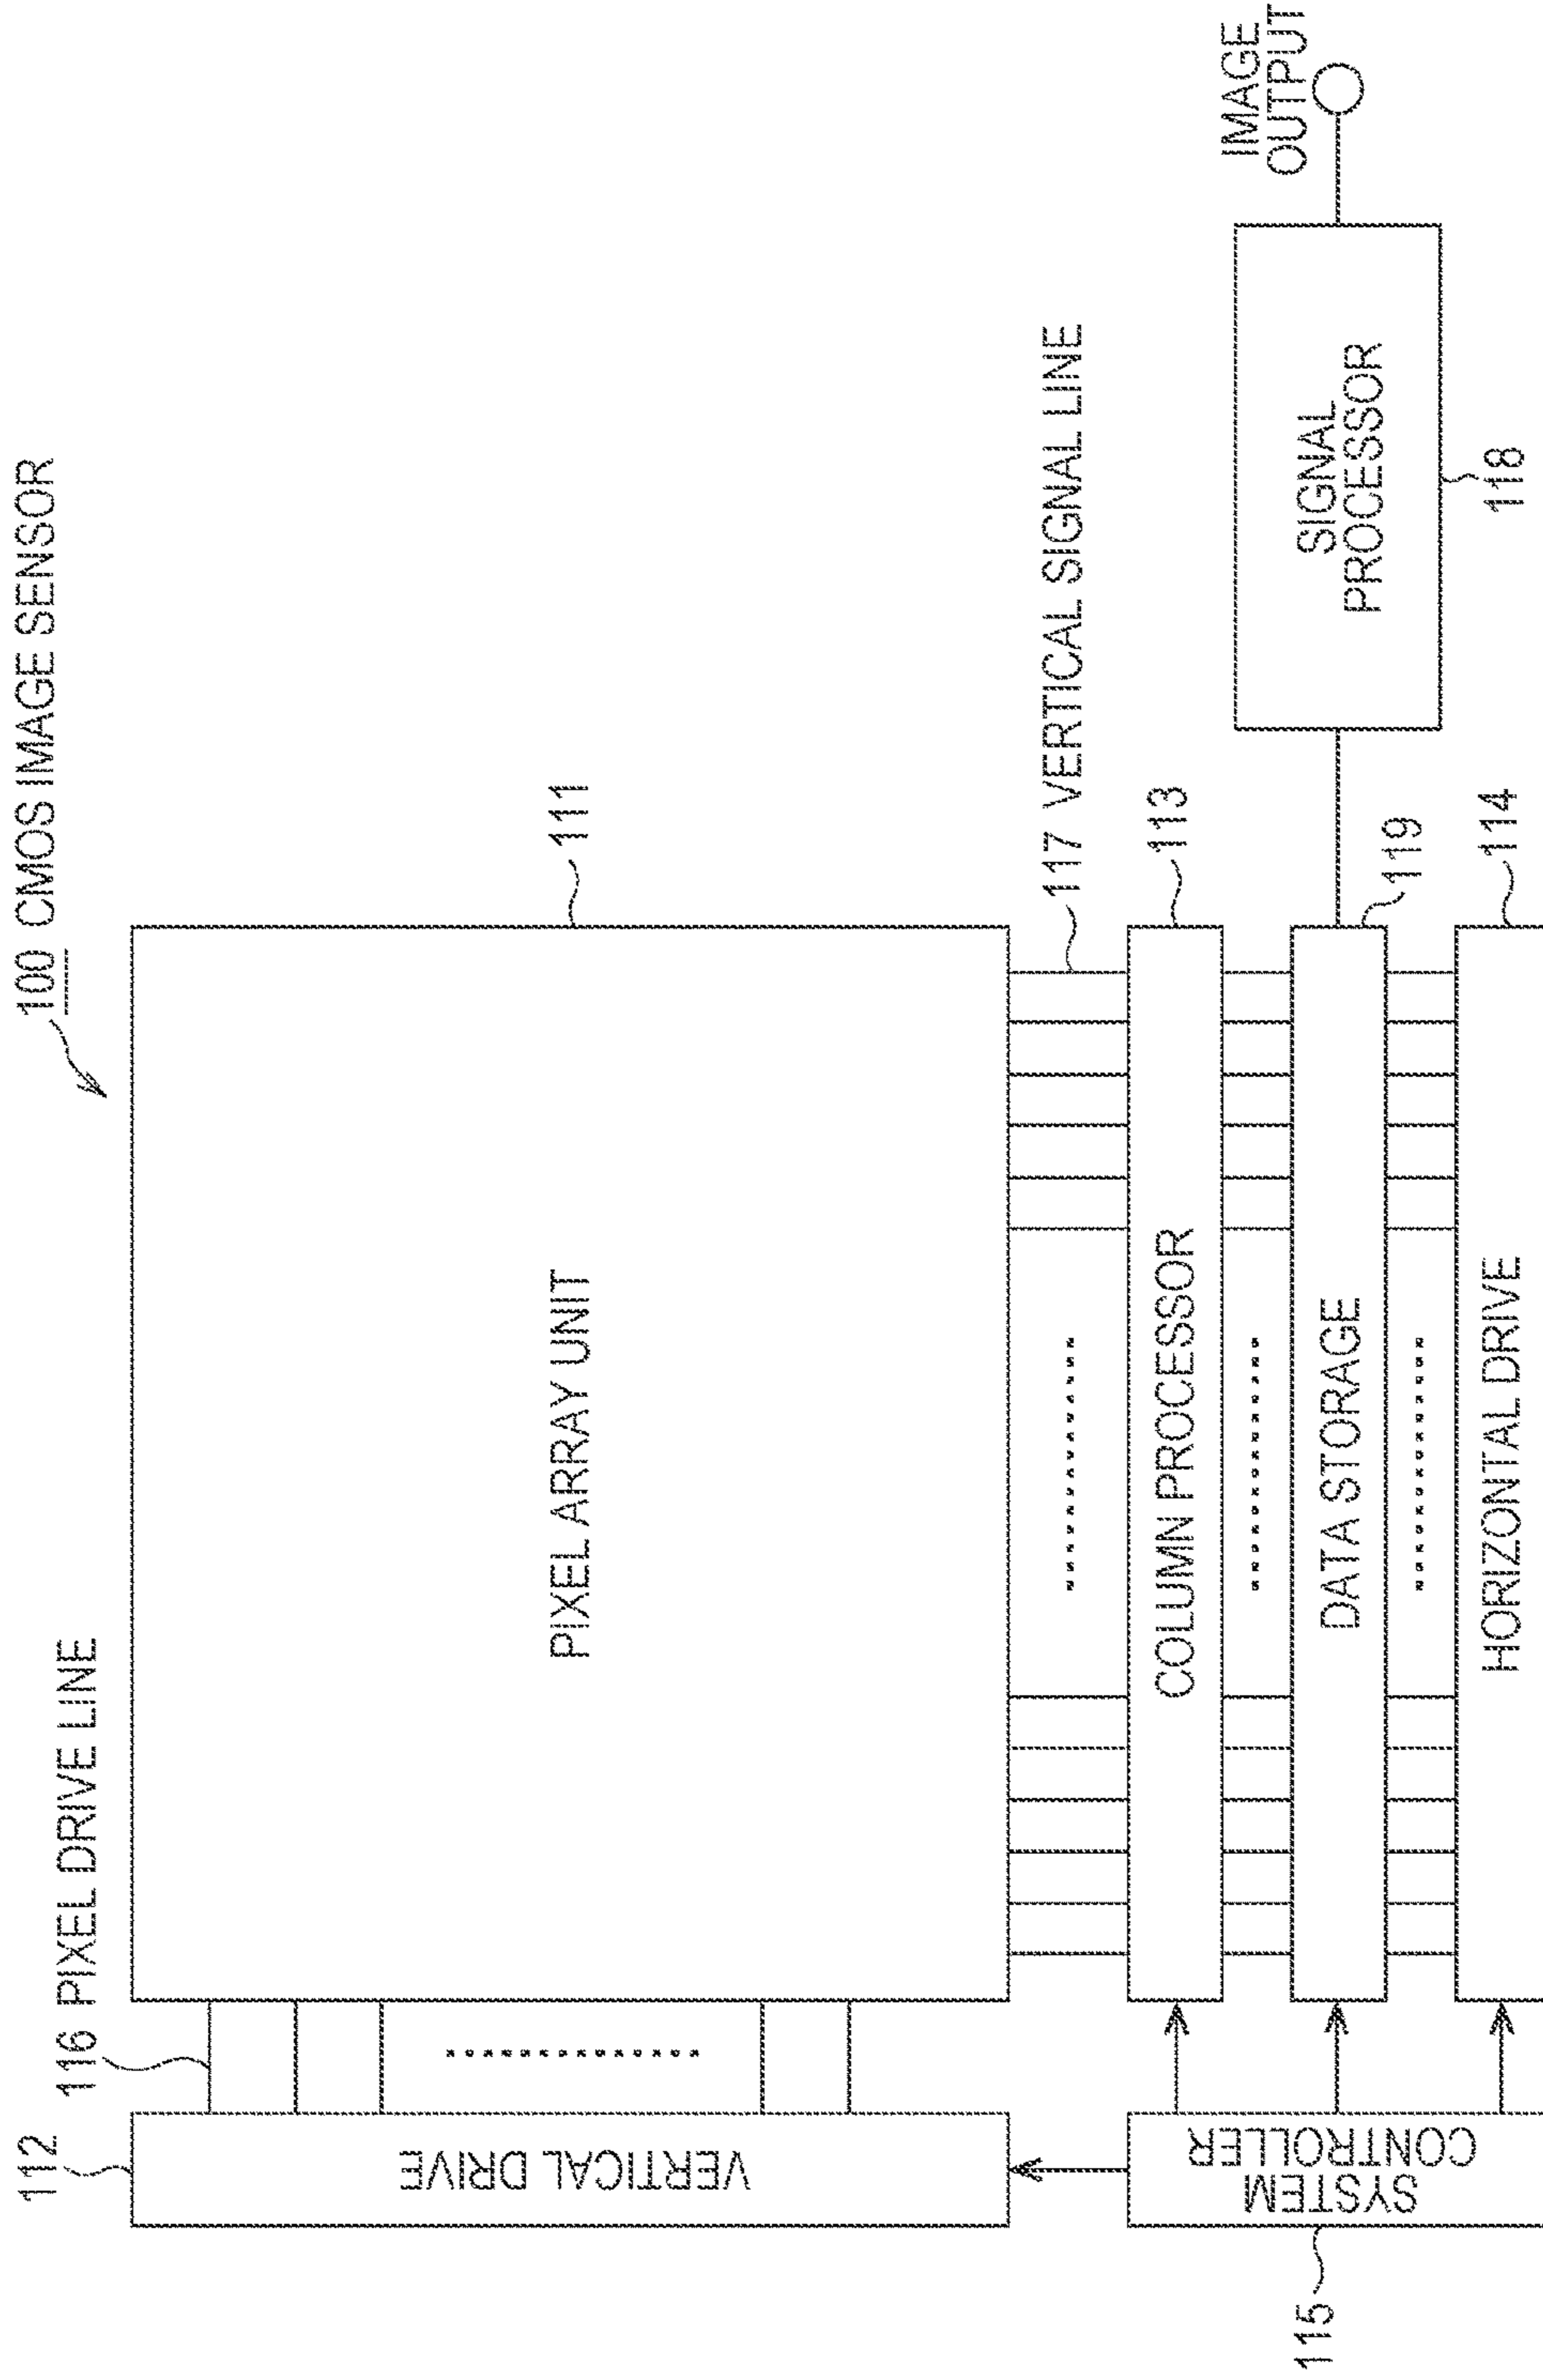 100 CMOS IMAGE SENSOR
112
116 PIXEL DRIVE LINE
VERTICAL DRIVE
PIXEL ARRAY UNIT
111
117 VERTICAL SIGNAL LINE
COLUMN PROCESSOR
113
115
SYSTEM
CONTROLLER
DATA STORAGE
119
HORIZONTAL DRIVE
114
SIGNAL
PROCESSOR
118
IMAGE
OUTPUT